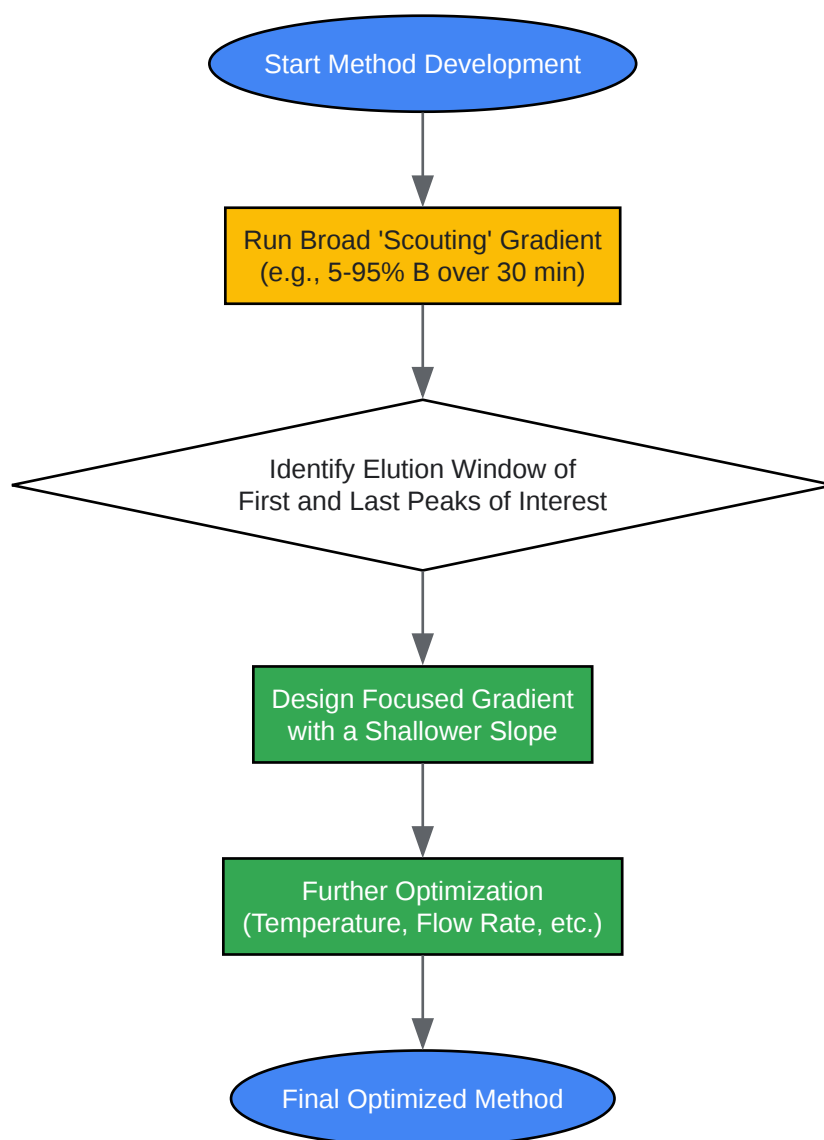 Start Method Development
Run Broad 'Scouting' Gradient
(e.g., 5-95% B over 30 min)
Identify Elution Window of
First and Last Peaks of Interest
Design Focused Gradient
with a Shallower Slope
Further Optimization
(Temperature, Flow Rate, etc.)
Final Optimized Method